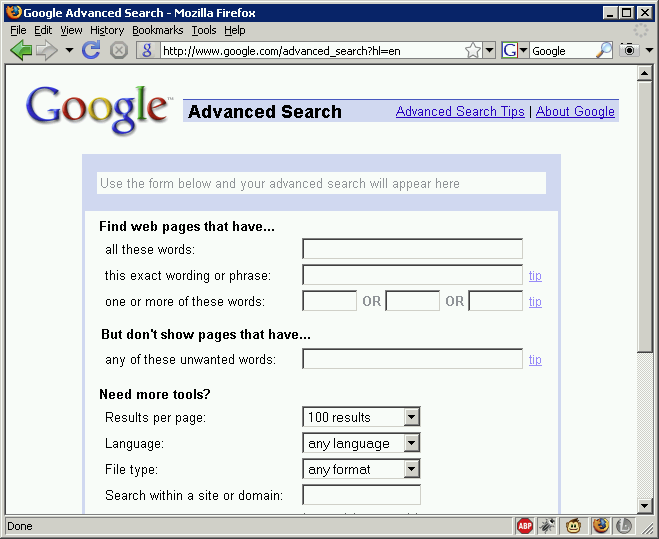 Google Advanced Search - Mozilla Firefox
File Edit View History Bookmarks Tools Help
g http://www.google.com/advanced_search?hl=en G Google
Google™ Advanced Search Advanced Search Tips | About Google
Use the form below and your advanced search will appear here
Find web pages that have...
all these words:
this exact wording or phrase: tip
one or more of these words: OR OR tip
But don't show pages that have...
any of these unwanted words: tip
Need more tools?
Results per page: 100 results
Language: any language
File type: any format
Search within a site or domain:
Done ABP